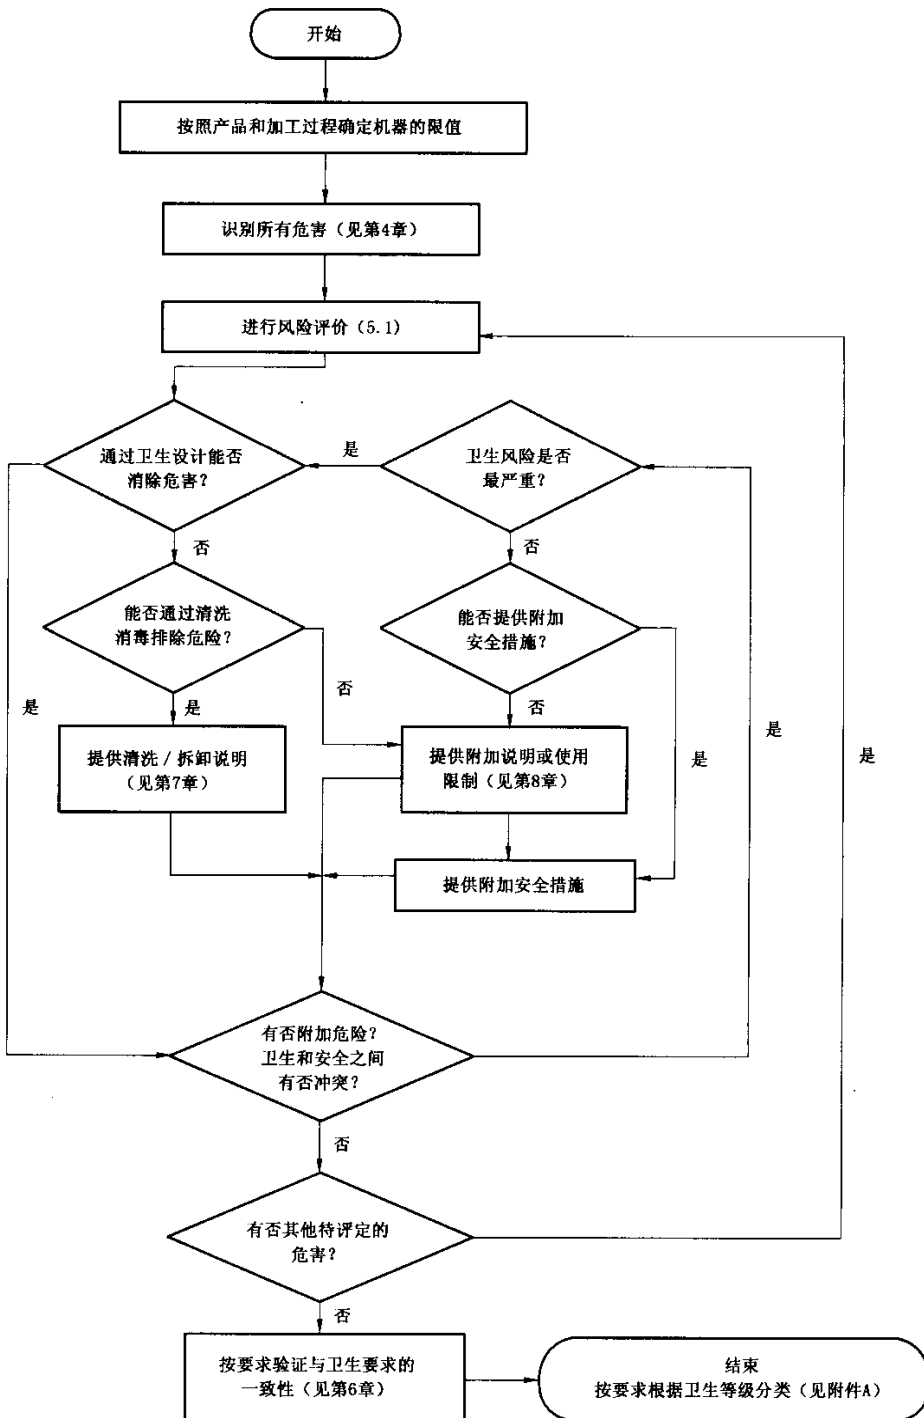 开始
按照产品和加工过程确定机器的限值
识别所有危害（见第4章）
进行风险评价（5.1）
通过卫生设计能否
消除危害？
是
卫生风险是否
最严重？
否
否
能否通过清洗
消毒排除危险？
能否提供附加
安全措施？
是
是
否
否
是
是
是
提供清洗／拆卸说明
（见第7章）
提供附加说明或使用
限制（见第8章）
提供附加安全措施
有否附加危险？
卫生和安全之间
有否冲突？
否
有否其他待评定的
危害？
否
按要求验证与卫生要求的
一致性（见第6章）
结束
按要求根据卫生等级分类（见附件A）